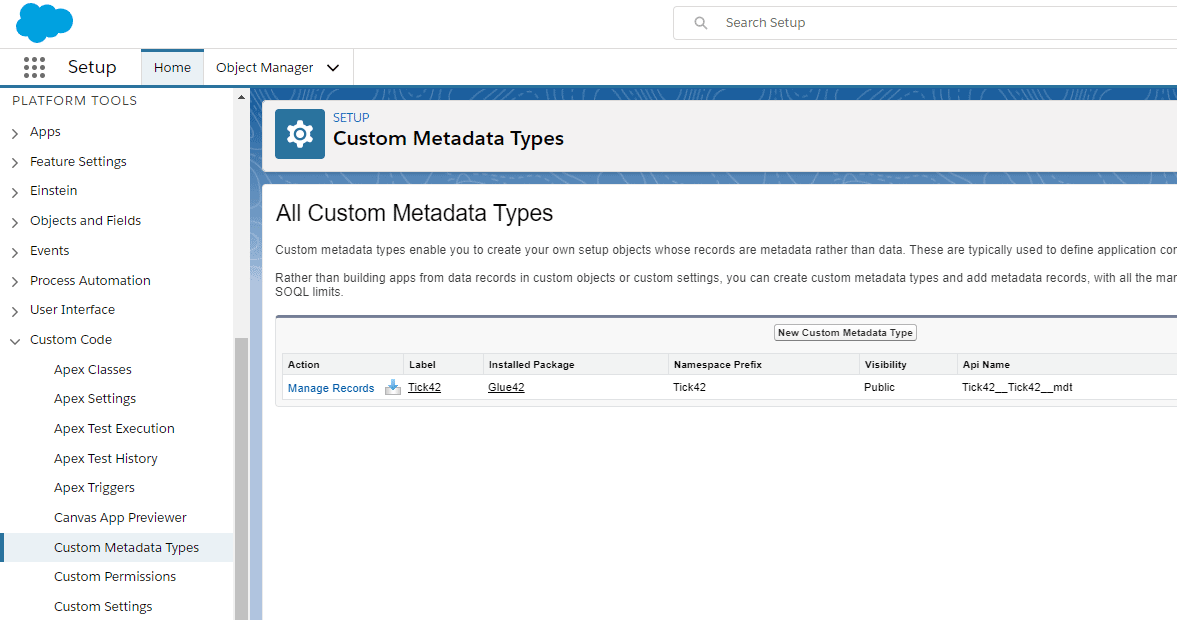 Search Setup
Setup
Home
Object Manager
PLATFORM TOOLS
Apps
Feature Settings
Einstein
Objects and Fields
Events
Process Automation
User Interface
Custom Code
Apex Classes
Apex Settings
Apex Test Execution
Apex Test History
Apex Triggers
Canvas App Previewer
Custom Metadata Types
Custom Permissions
Custom Settings
SETUP
Custom Metadata Types
All Custom Metadata Types
Custom metadata types enable you to create your own setup objects whose records are metadata rather than data. These are typically used to define application con
Rather than building apps from data records in custom objects or custom settings, you can create custom metadata types and add metadata records, with all the mar
SOQL limits.
New Custom Metadata Type
Action Label Installed Package Namespace Prefix Visibility Api Name
Manage Records Tick42 Glue42 Tick42 Public Tick42__Tick42__mdt